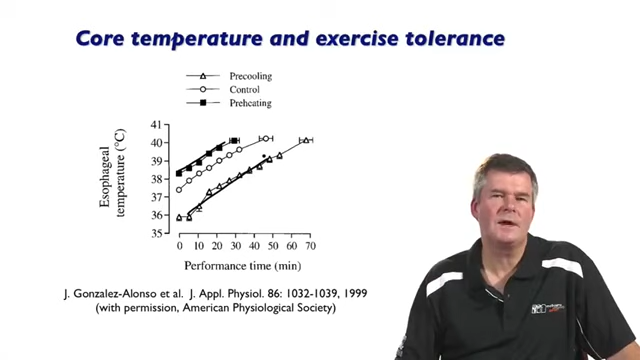 Core temperature and exercise tolerance
Precooling
Control
Preheating
Esophageal
temperature (°C)
41
40
39
38
37
36
35
0 10 20 30 40 50 60 70
Performance time (min)
J. Gonzalez-Alonso et al. J. Appl. Physiol. 86: 1032-1039, 1999
(with permission, American Physiological Society)